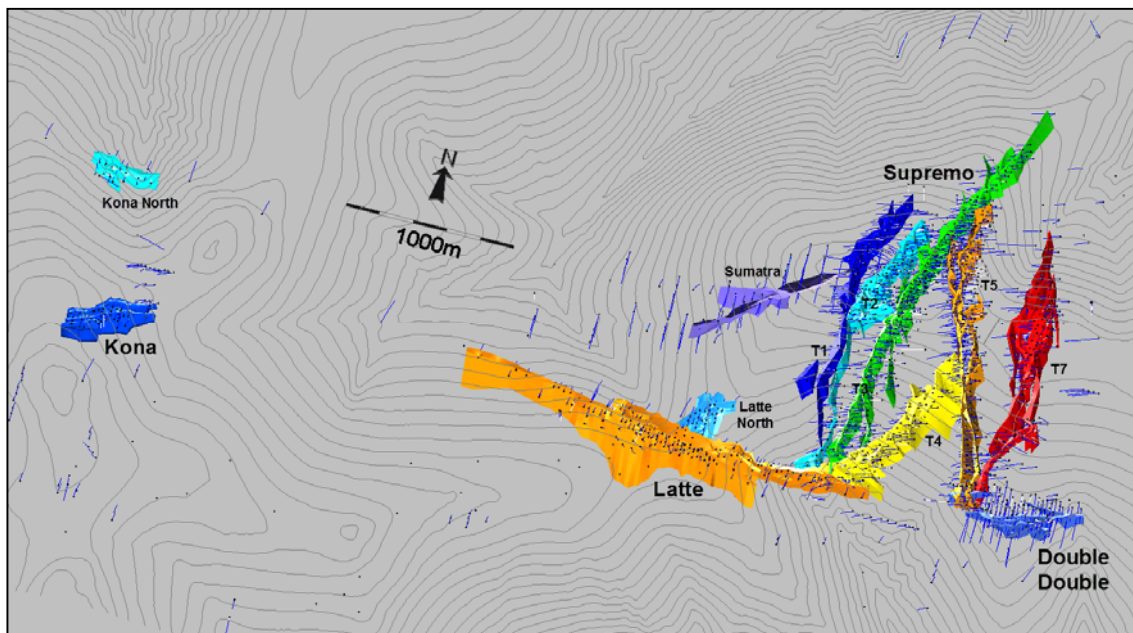 N
1000m
Kona North
Kona
Supremo
Sumatra
T2
T5
T1
T3
T7
Latte
North
T4
Latte
Double
Double